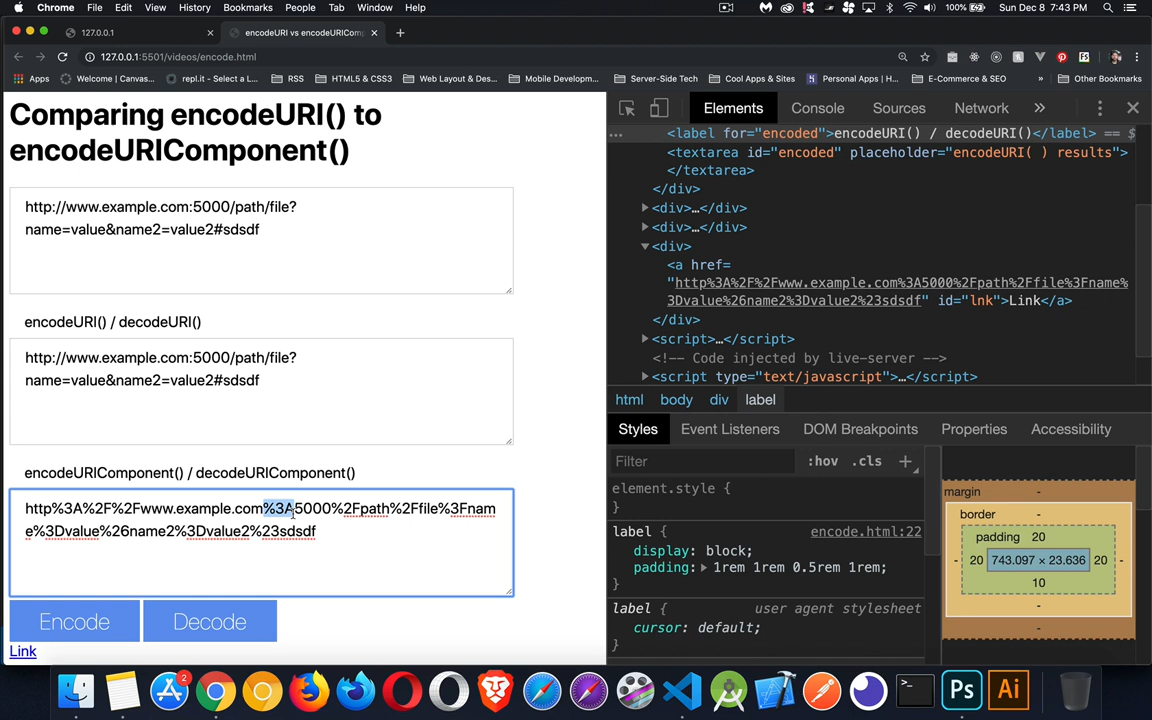 Chrome File Edit View History Bookmarks People Tab Window Help 100% Sun Dec 8 7:43 PM
127.0.0.1 × encodeURI vs encodeURICom × +
127.0.0.1:5501/videos/encode.html
Apps Welcome | Canvas... repl.it - Select a L... RSS HTML5 & CSS3 Web Layout & Des... Mobile Developm... Server-Side Tech Cool Apps & Sites Personal Apps | H... E-Commerce & SEO » Other Bookmarks
Comparing encodeURI() to
encodeURIComponent()
http://www.example.com:5000/path/file?
name=value&name2=value2#sdsdf
encodeURI() / decodeURI()
http://www.example.com:5000/path/file?
name=value&name2=value2#sdsdf
encodeURIComponent() / decodeURIComponent()
http%3A%2F%2Fwww.example.com%3A5000%2Fpath%2Ffile%3Fnam
e%3Dvalue%26name2%3Dvalue2%23sdsdf
Encode Decode
Link
Elements Console Sources Network »
... <label for="encoded">encodeURI() / decodeURI()</label> == $
<textarea id="encoded" placeholder="encodeURI( ) results">
</textarea>
</div>
<div>…</div>
<div>…</div>
<div>
<a href=
"http%3A%2F%2Fwww.example.com%3A5000%2Fpath%2Ffile%3Fname%
3Dvalue%26name2%3Dvalue2%23sdsdf" id="lnk">Link</a>
</div>
<script>…</script>
<!-- Code injected by live-server -->
<script type="text/javascript">…</script>
html body div label
Styles Event Listeners DOM Breakpoints Properties Accessibility
Filter :hov .cls +
element.style {
}
label { encode.html:22
display: block;
padding: 1rem 1rem 0.5rem 1rem;
}
label { user agent stylesheet
cursor: default;
}
margin -
border -
padding 20
- 20 743.097 × 23.636 20 -
10
-
-
2
>_
Ps
Ai